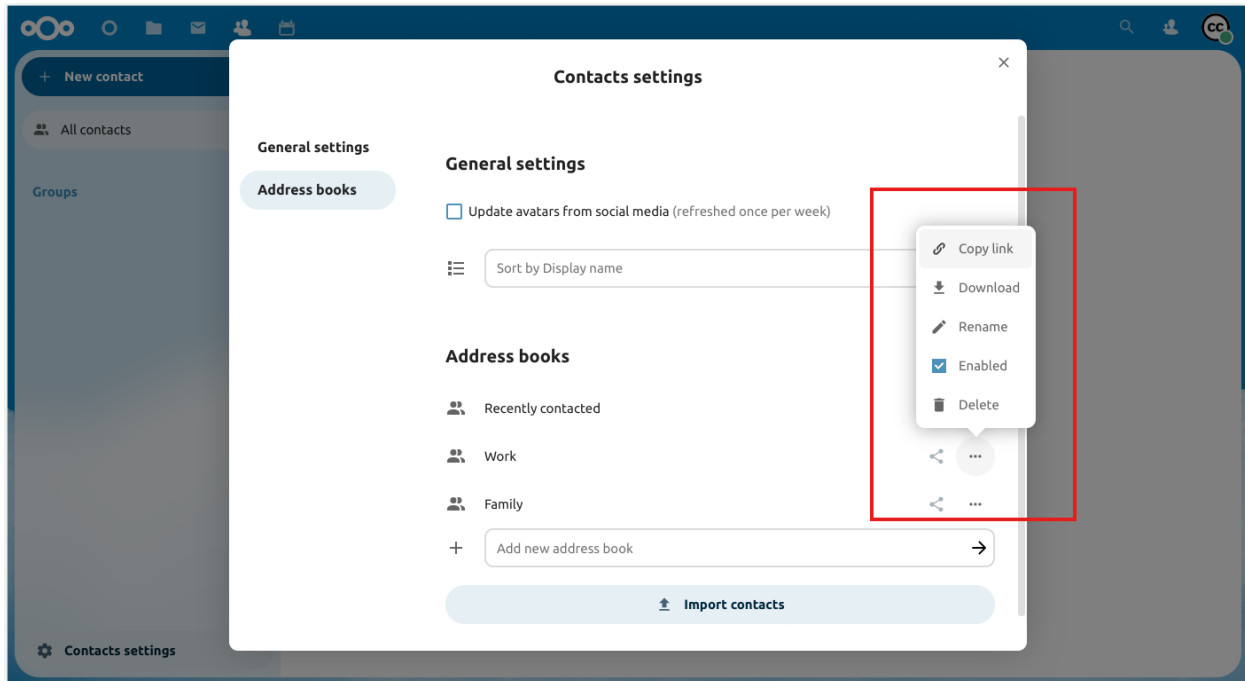 CC
New contact
All contacts
Groups
Contacts settings
Contacts settings
General settings
Address books
General settings
Update avatars from social media (refreshed once per week)
Sort by Display name
Address books
Recently contacted
Work
Family
Add new address book
Import contacts
Copy link
Download
Rename
Enabled
Delete